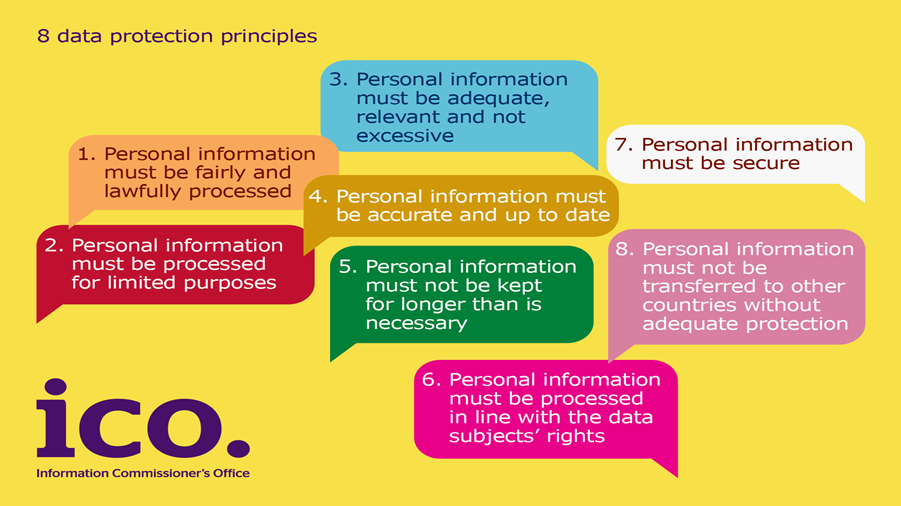 8 data protection principles
1. Personal information
must be fairly and
lawfully processed
2. Personal information
must be processed
for limited purposes
3. Personal information
must be adequate,
relevant and not
excessive
4. Personal information must
be accurate and up to date
5. Personal information
must not be kept
for longer than is
necessary
6. Personal information
must be processed
in line with the data
subjects’ rights
7. Personal information
must be secure
8. Personal information
must not be
transferred to other
countries without
adequate protection
ico.
Information Commissioner's Office